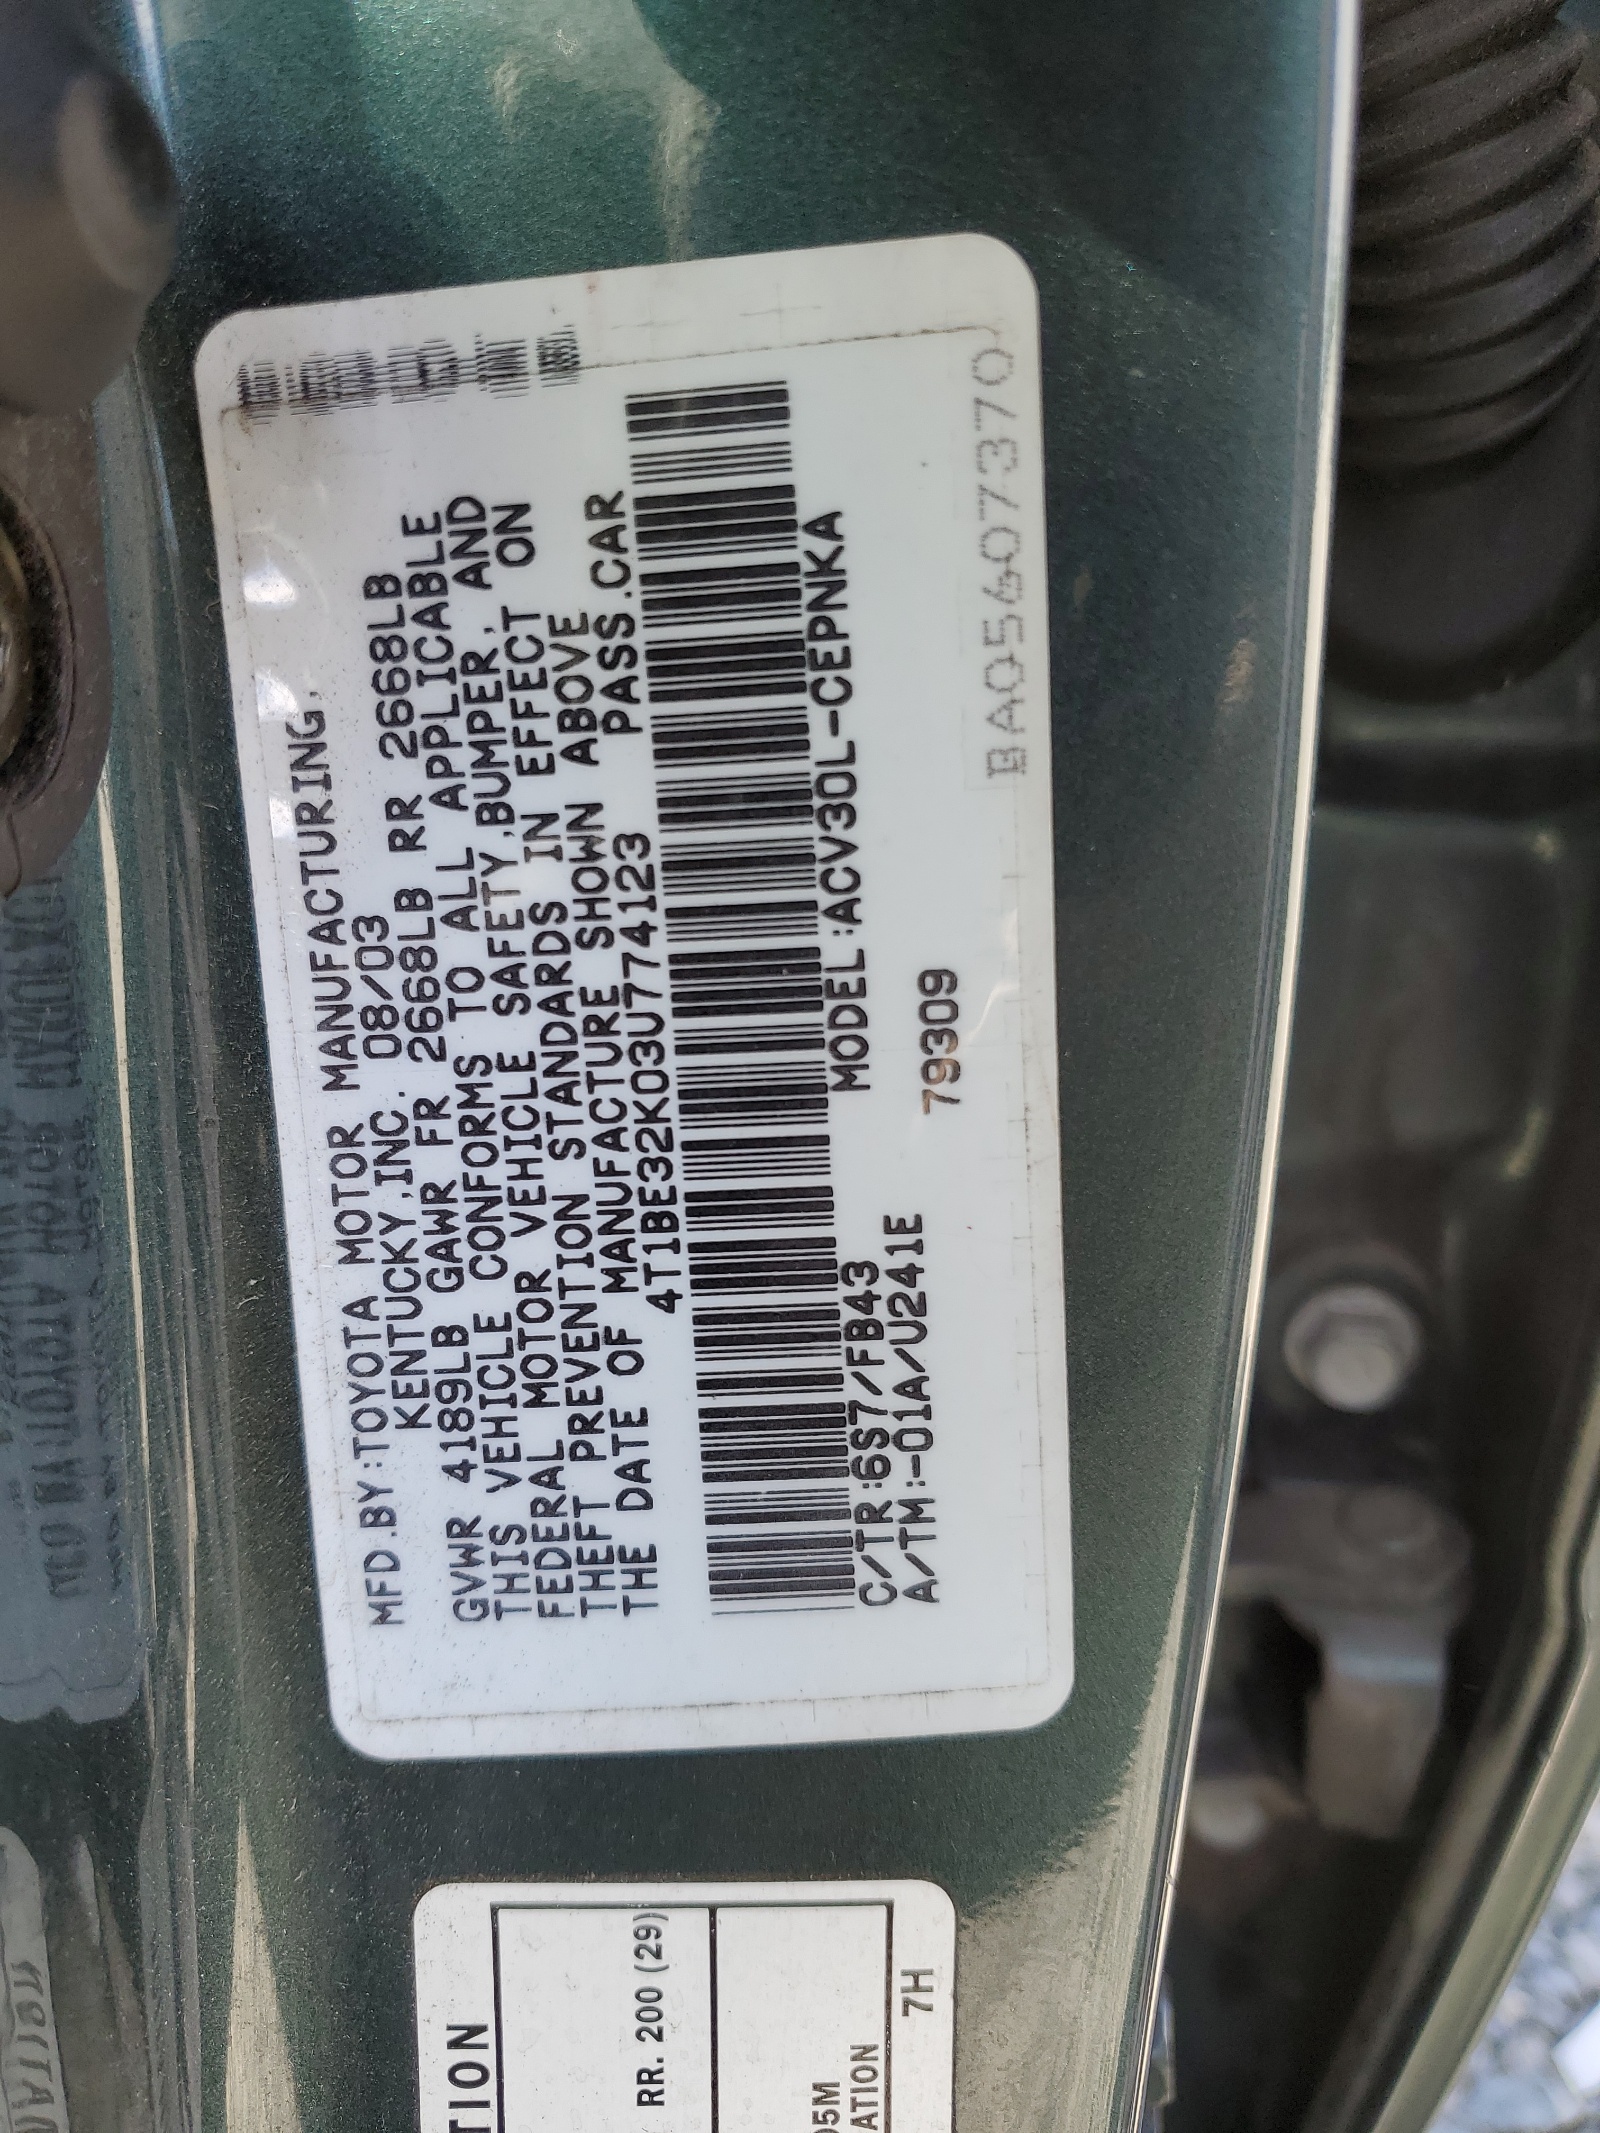 MFD.BY:TOYOTA MOTOR MANUFACTURING,
KENTUCKY,INC. 08/03
GVWR 4189LB GAWR FR 2668LB RR 2668LB
THIS VEHICLE CONFORMS TO ALL APPLICABLE
FEDERAL MOTOR VEHICLE SAFETY,BUMPER, AND
THEFT PREVENTION STANDARDS IN EFFECT ON
THE DATE OF MANUFACTURE SHOWN ABOVE
4T1BE32K03U774123 PASS.CAR
MODEL:ACV30L-CEPNKA
C/TR:6S7/FB43
A/TM:-01A/U241E 79309
BA05607370
TION
RR. 200 (29)
05M
ATION 7H